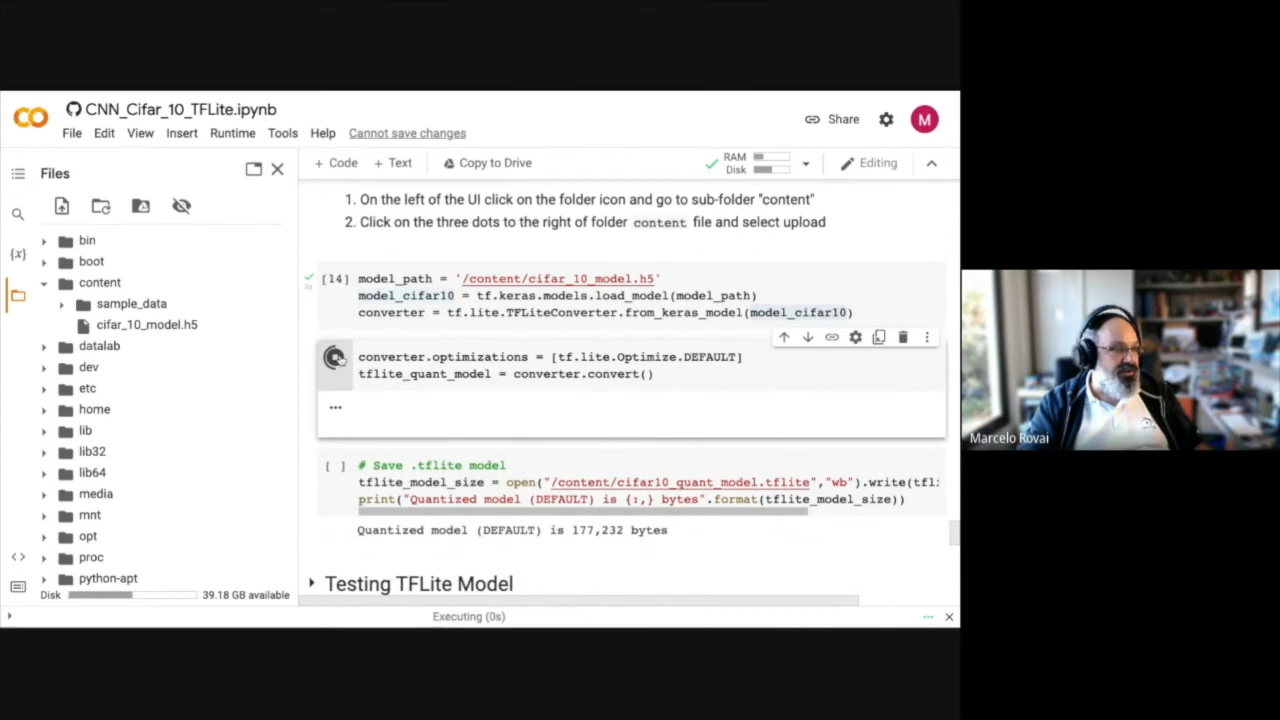 CNN_Cifar_10_TFLite.ipynb
Share
M
File Edit View Insert Runtime Tools Help Cannot save changes
Files
+ Code + Text Copy to Drive
RAM
Disk
Editing
{x}
bin
boot
content
sample_data
cifar_10_model.h5
datalab
dev
etc
home
lib
lib32
lib64
media
mnt
opt
proc
python-apt
Disk 39.18 GB available
1. On the left of the UI click on the folder icon and go to sub-folder "content"
2. Click on the three dots to the right of folder content file and select upload
[14] model_path = '/content/cifar_10_model.h5'
model_cifar10 = tf.keras.models.load_model(model_path)
converter = tf.lite.TFLiteConverter.from_keras_model(model_cifar10)
3s
converter.optimizations = [tf.lite.Optimize.DEFAULT]
tflite_quant_model = converter.convert()
...
[ ] # Save .tflite model
tflite_model_size = open("/content/cifar10_quant_model.tflite","wb").write(tfli
print("Quantized model (DEFAULT) is {:,} bytes".format(tflite_model_size))
Quantized model (DEFAULT) is 177,232 bytes
Testing TFLite Model
Executing (0s)
Marcelo Rovai